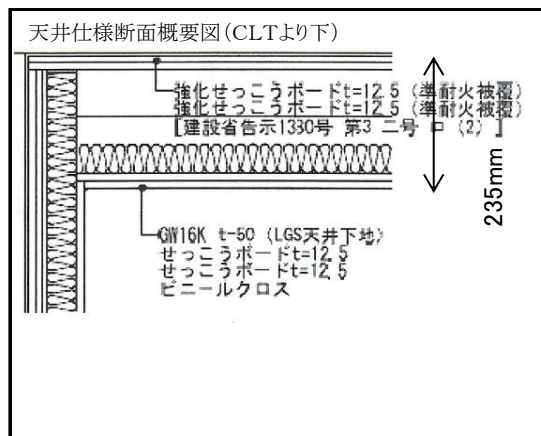 天井仕様断面概要図(CLTより下)
強化せっこうボードt=12.5 (準耐火被覆)
強化せっこうボードt=12.5 (準耐火被覆)
[建設省告示1380号 第3 二号 ロ (2) ]
235mm
GW16K t-50 (LGS天井下地)
せっこうボードt=12.5
せっこうボードt=12.5
ビニールクロス